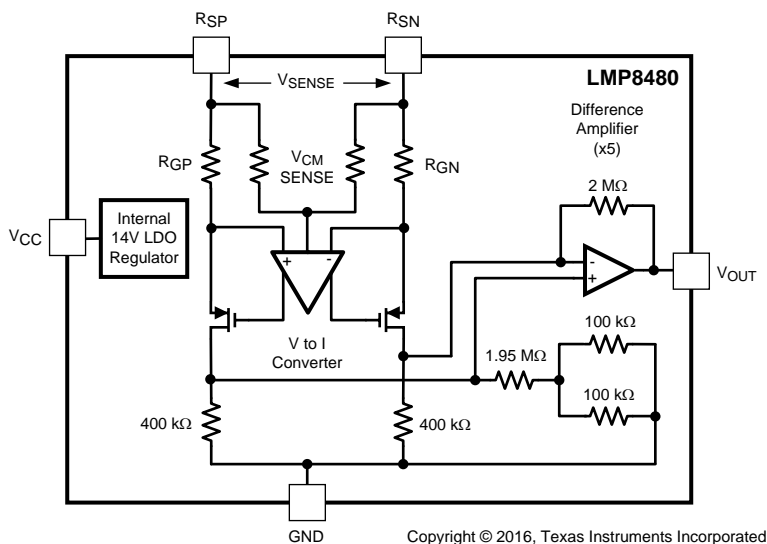 RSP
RSN
VSENSE
LMP8480
Difference
Amplifier
(x5)
RGP
VCM
SENSE
RGN
2 MΩ
VCC
Internal
14V LDO
Regulator
+
-
-
+
VOUT
V to I
Converter
1.95 MΩ
100 kΩ
100 kΩ
400 kΩ
400 kΩ
GND
Copyright © 2016, Texas Instruments Incorporated